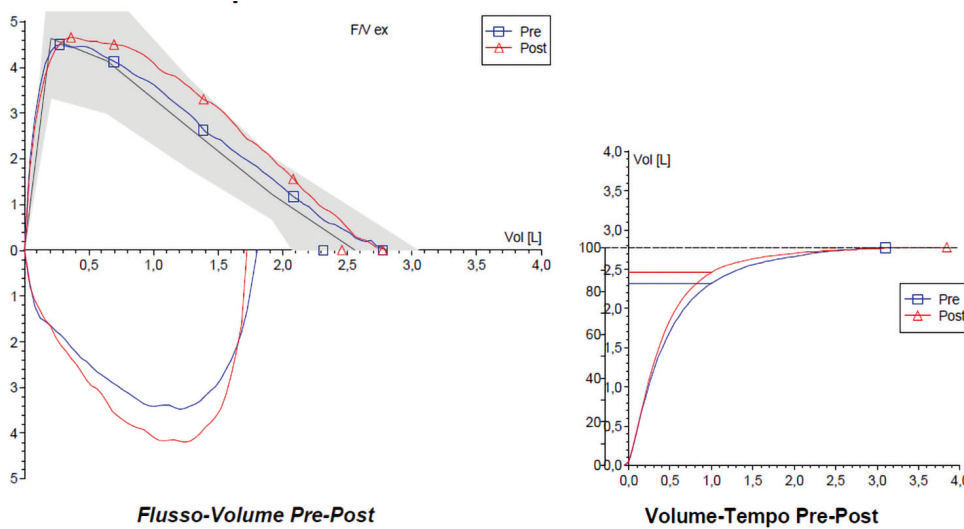 5
F/V ex
Pre
Post
4
3
2
1
Vol [L]
0
0,5 1,0 1,5 2,0 2,5 3,0 3,5 4,0
1
2
3
4
5
Flusso-Volume Pre-Post
4,0
Vol [L]
3,5
3,0
100
2,5
80
2,0
Pre
Post
60
1,5
40
1,0
20
0,5
0
0,0
0,0 0,5 1,0 1,5 2,0 2,5 3,0 3,5 4,0
Volume-Tempo Pre-Post